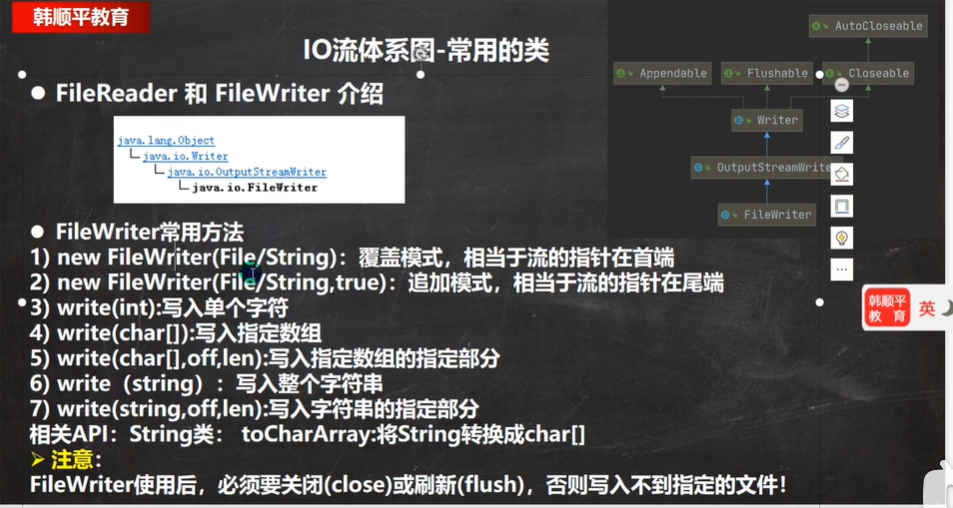 韩顺平教育
IO流体系图-常用的类
AutoCloseable
Appendable
Flushable
Closeable
Writer
OutputStreamWrite
FileWriter
● FileReader 和 FileWriter 介绍
java.lang.Object
java.io.Writer
java.io.OutputStreamWriter
java.io.FileWriter
● FileWriter常用方法
1) new FileWriter(File/String)：覆盖模式，相当于流的指针在首端
2) new FileWriter(File/String,true)：追加模式，相当于流的指针在尾端
3) write(int):写入单个字符
4) write(char[]):写入指定数组
5) write(char[],off,len):写入指定数组的指定部分
6) write（string）：写入整个字符串
7) write(string,off,len):写入字符串的指定部分
相关API：String类： toCharArray:将String转换成char[]
➢ 注意：
FileWriter使用后，必须要关闭(close)或刷新(flush)，否则写入不到指定的文件！
韩顺平
教 育
英